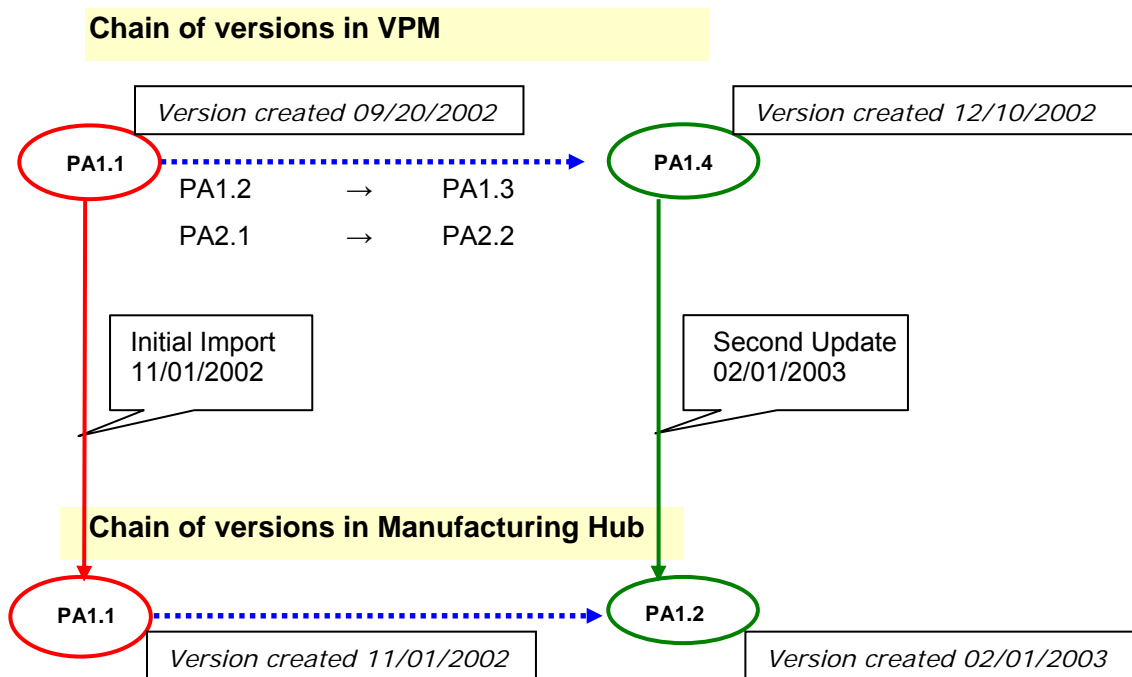 Chain of versions in VPM
Version created 09/20/2002
Version created 12/10/2002
PA1.1
PA1.4
PA1.2 → PA1.3
PA2.1 → PA2.2
Initial Import
11/01/2002
Second Update
02/01/2003
Chain of versions in Manufacturing Hub
PA1.1
PA1.2
Version created 11/01/2002
Version created 02/01/2003